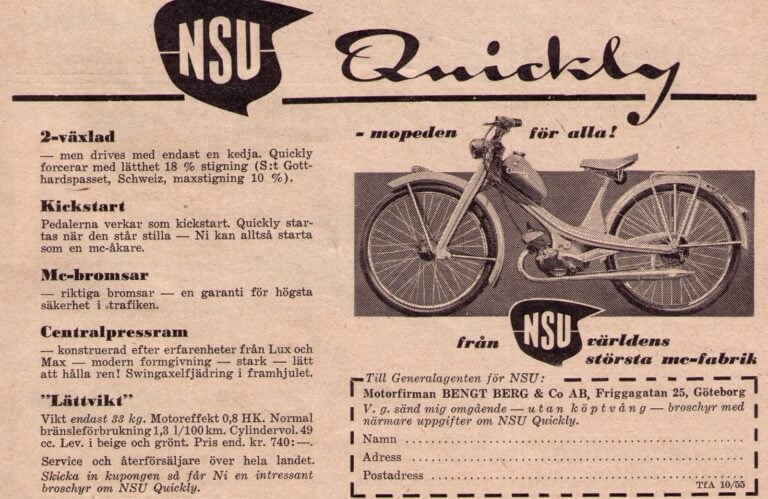 NSU Quickly
- mopeden för alla!
2-växlad
— men drives med endast en kedja. Quickly
forcerar med lätthet 18 % stigning (S:t Gott-
hardspasset, Schweiz, maxstigning 10 %).
Kickstart
Pedalerna verkar som kickstart. Quickly star-
tas när den står stilla — Ni kan alltså starta
som en mc-åkare.
Mc-bromsar
— riktiga bromsar — en garanti för högsta
säkerhet i trafiken.
Centralpressram
— konstruerad efter erfarenheter från Lux och
Max — modern formgivning — stark — lätt
att hålla ren! Swingaxelfjädring i framhjulet.
"Lättvikt"
Vikt endast 33 kg. Motoreffekt 0,8 HK. Normal
bränsleförbrukning 1,3 l/100 km. Cylindervol. 49
cc. Lev. i beige och grönt. Pris end. kr. 740:—.
Service och återförsäljare över hela landet.
Skicka in kupongen så får Ni en intressant
broschyr om NSU Quickly.
från NSU världens
största mc-fabrik
Till Generalagenten för NSU:
Motorfirman BENGT BERG & Co AB, Friggagatan 25, Göteborg
V. g. sänd mig omgående — utan köptvång — broschyr med
närmare uppgifter om NSU Quickly.
Namn
Adress
Postadress
TfA 10/55